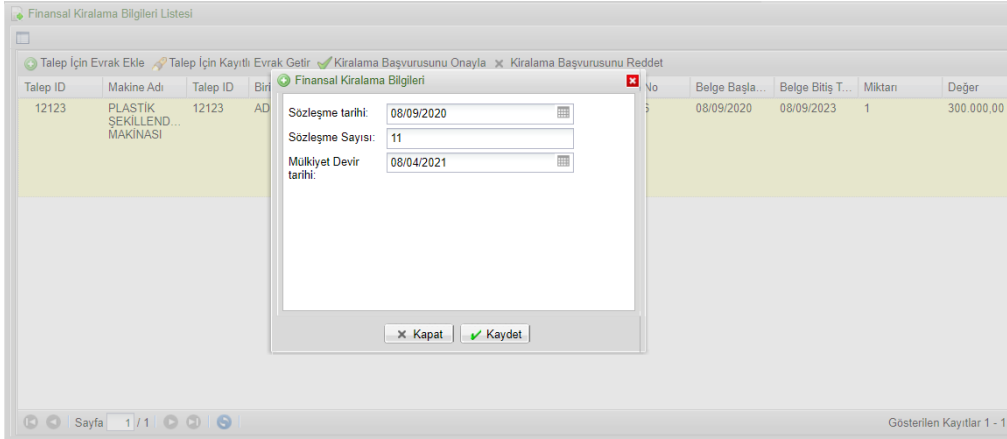 Finansal Kiralama Bilgileri Listesi
Talep İçin Evrak Ekle Talep İçin Kayıtlı Evrak Getir Kiralama Başvurusunu Onayla Kiralama Başvurusunu Reddet
Talep ID Makine Adı Talep ID Biri No Belge Başla... Belge Bitiş T... Miktarı Değer
12123 PLASTİK 12123 AD 08/09/2020 08/09/2023 1 300.000,00
ŞEKİLLEND...
MAKİNASI
Finansal Kiralama Bilgileri
Sözleşme tarihi: 08/09/2020
Sözleşme Sayısı: 11
Mülkiyet Devir 08/04/2021
tarihi:
Kapat Kaydet
Sayfa 1 / 1 Gösterilen Kayıtlar 1 - 1